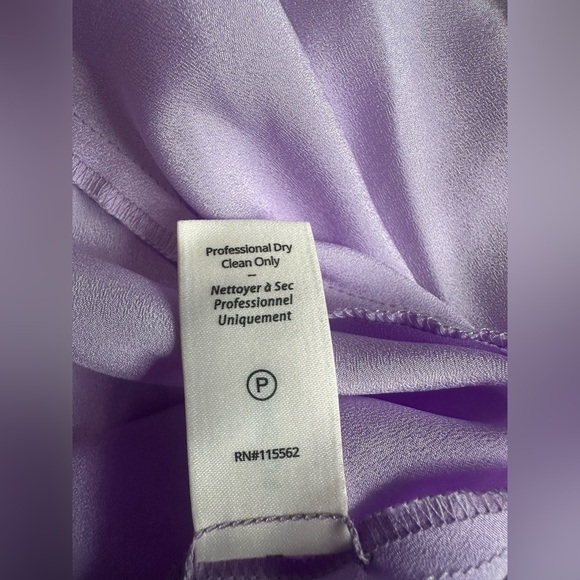 Professional Dry
Clean Only
–
Nettoyer à Sec
Professionnel
Uniquement
P
RN#115562